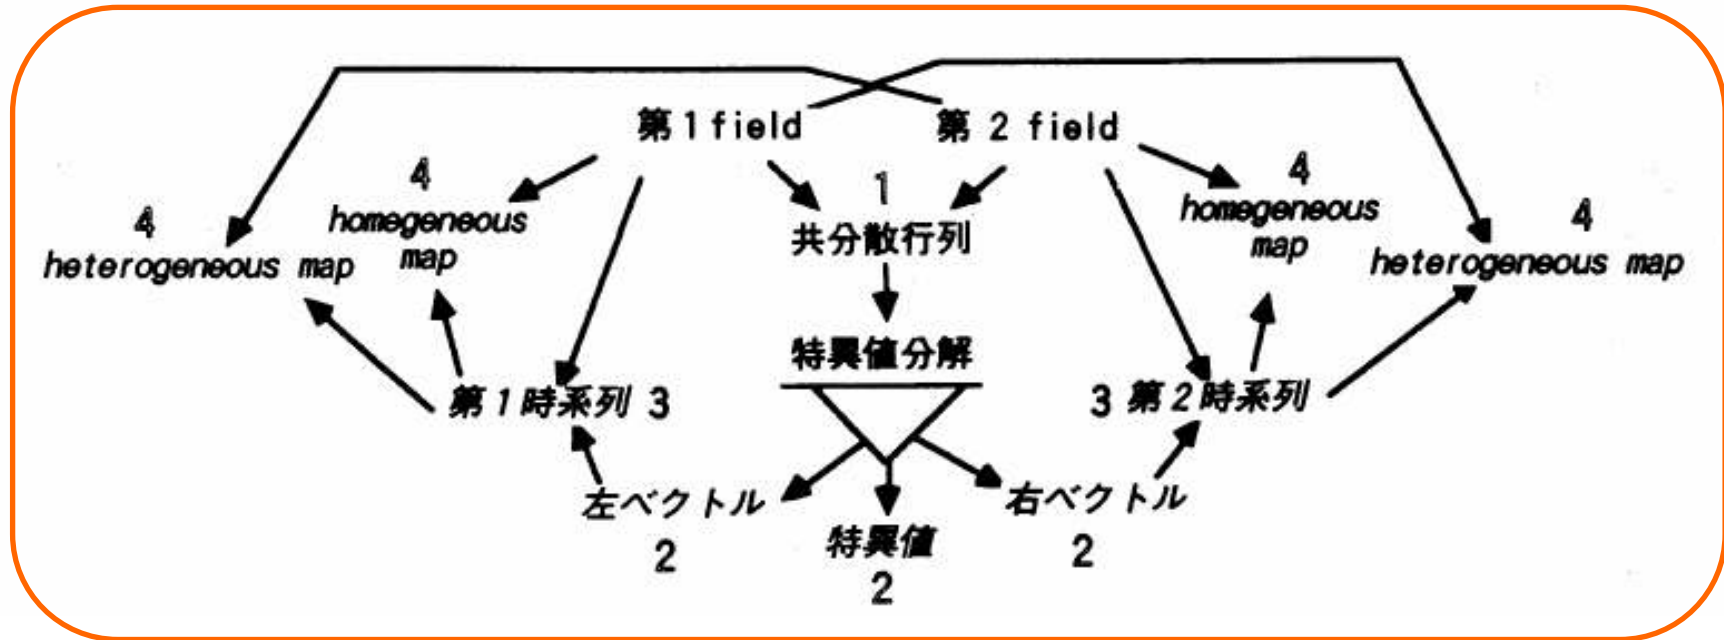 第1field
第2 field
4
homegeneous
map
4
heterogeneous map
1
共分散行列
4
homegeneous
map
4
heterogeneous map
特異値分解
第1時系列 3
3 第2時系列
左ベクトル
2
特異値
2
右ベクトル
2